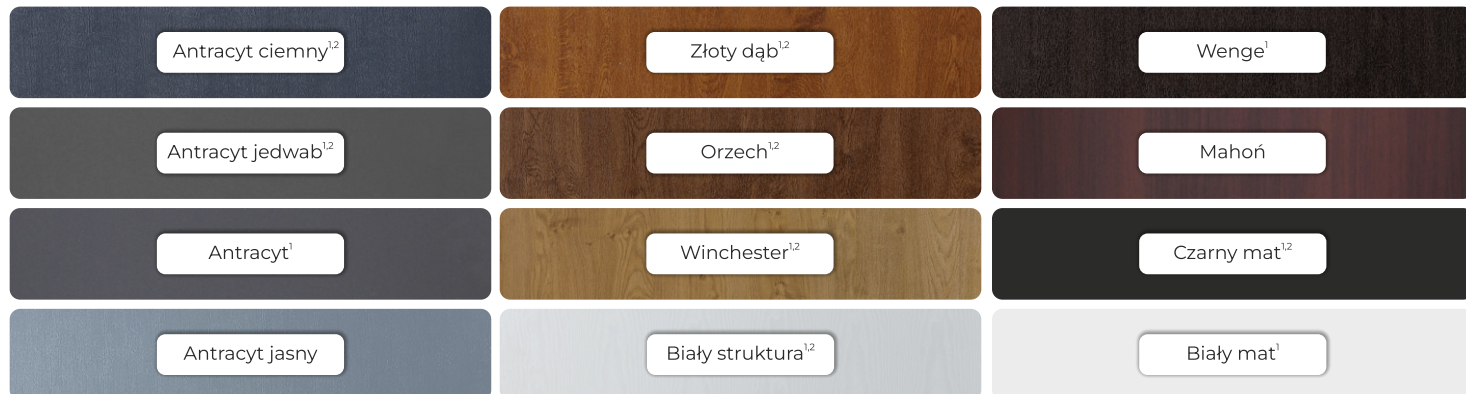 Antracyt ciemny1,2
Złoty dąb1,2
Wenge1
Antracyt jedwab1,2
Orzech1,2
Mahoń
Antracyt1
Winchester1,2
Czarny mat1,2
Antracyt jasny
Biały struktura1,2
Biały mat1